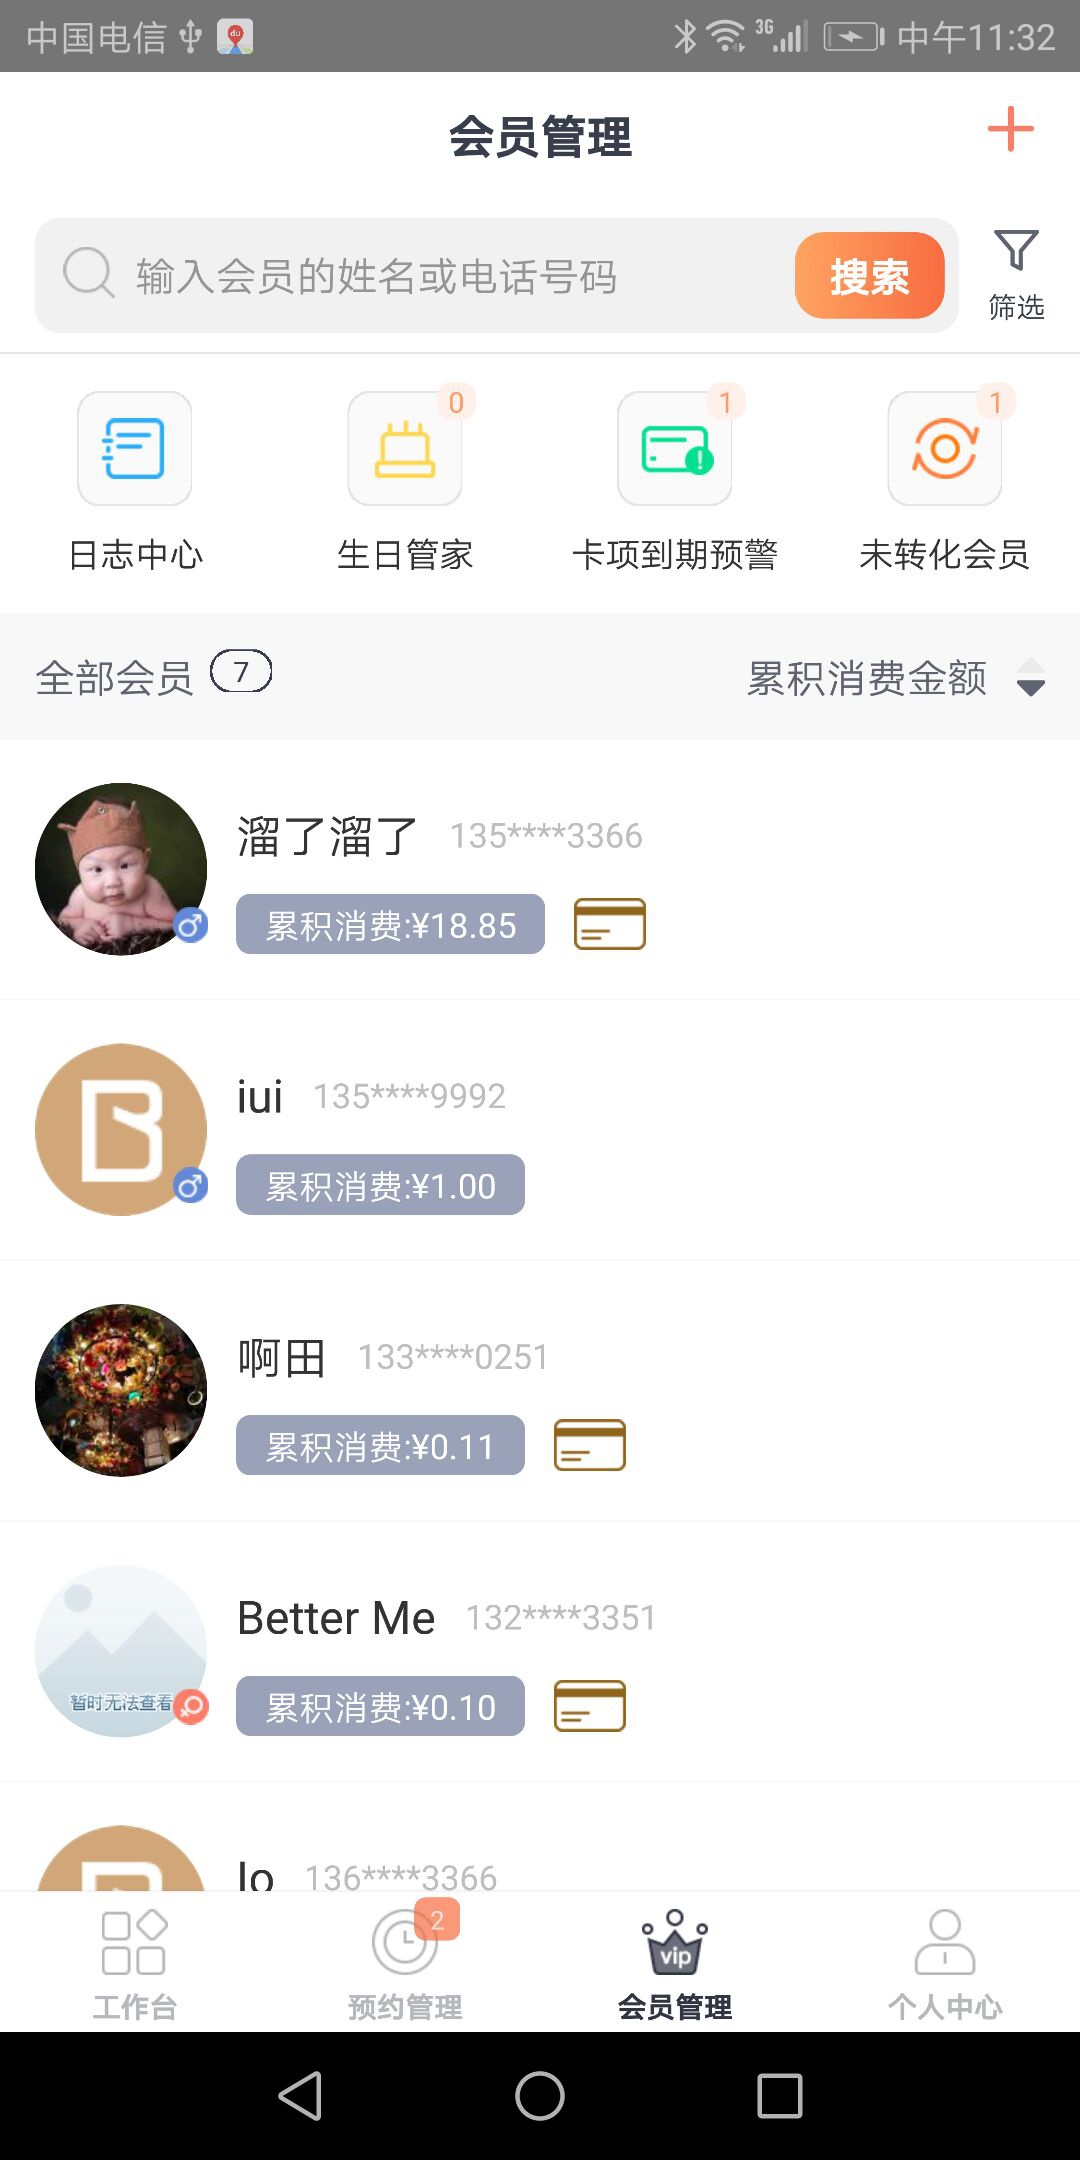 中国电信 du 3G 中午11:32
会员管理
输入会员的姓名或电话号码 搜索 筛选
0 1 1
日志中心 生日管家 卡项到期预警 未转化会员
全部会员 7 累积消费金额
溜了溜了 135****3366
累积消费:¥18.85
iui 135****9992
累积消费:¥1.00
啊田 133****0251
累积消费:¥0.11
Better Me 132****3351
暂时无法查看
累积消费:¥0.10
lo 136****3366
2
vip
工作台 预约管理 会员管理 个人中心